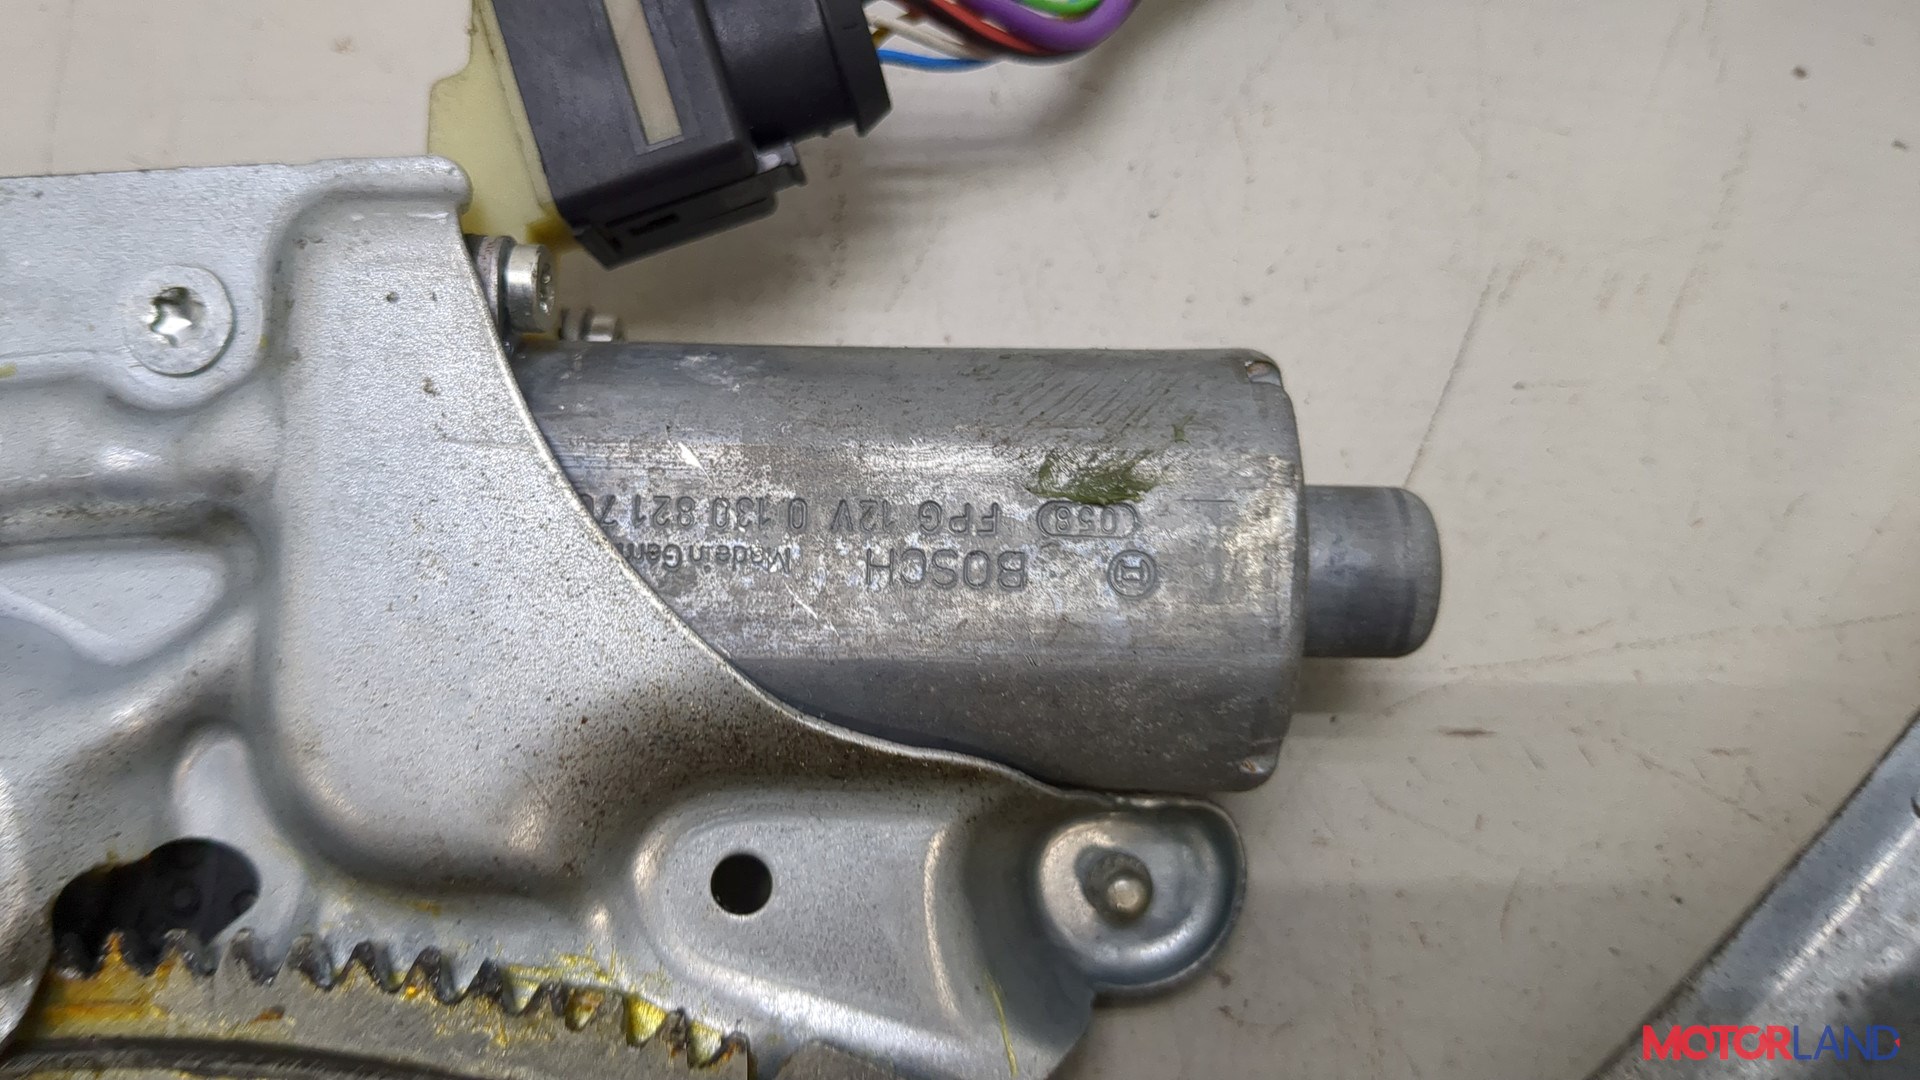 BOSCH Made in Germ
058 FPG 12V 0 130 821 7
MOTORLAND